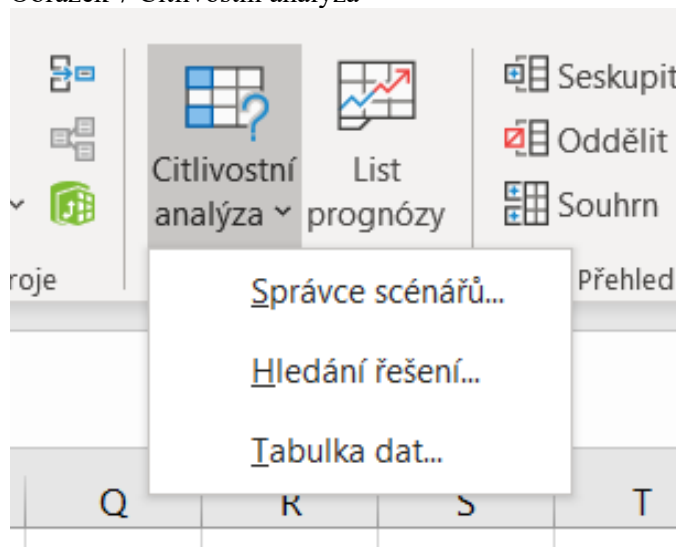 Seskupit
Oddělit
Souhrn
Citlivostní
analýza
List
prognózy
roje
Přehled
Správce scénářů...
Hledání řešení...
Tabulka dat...
Q R S T